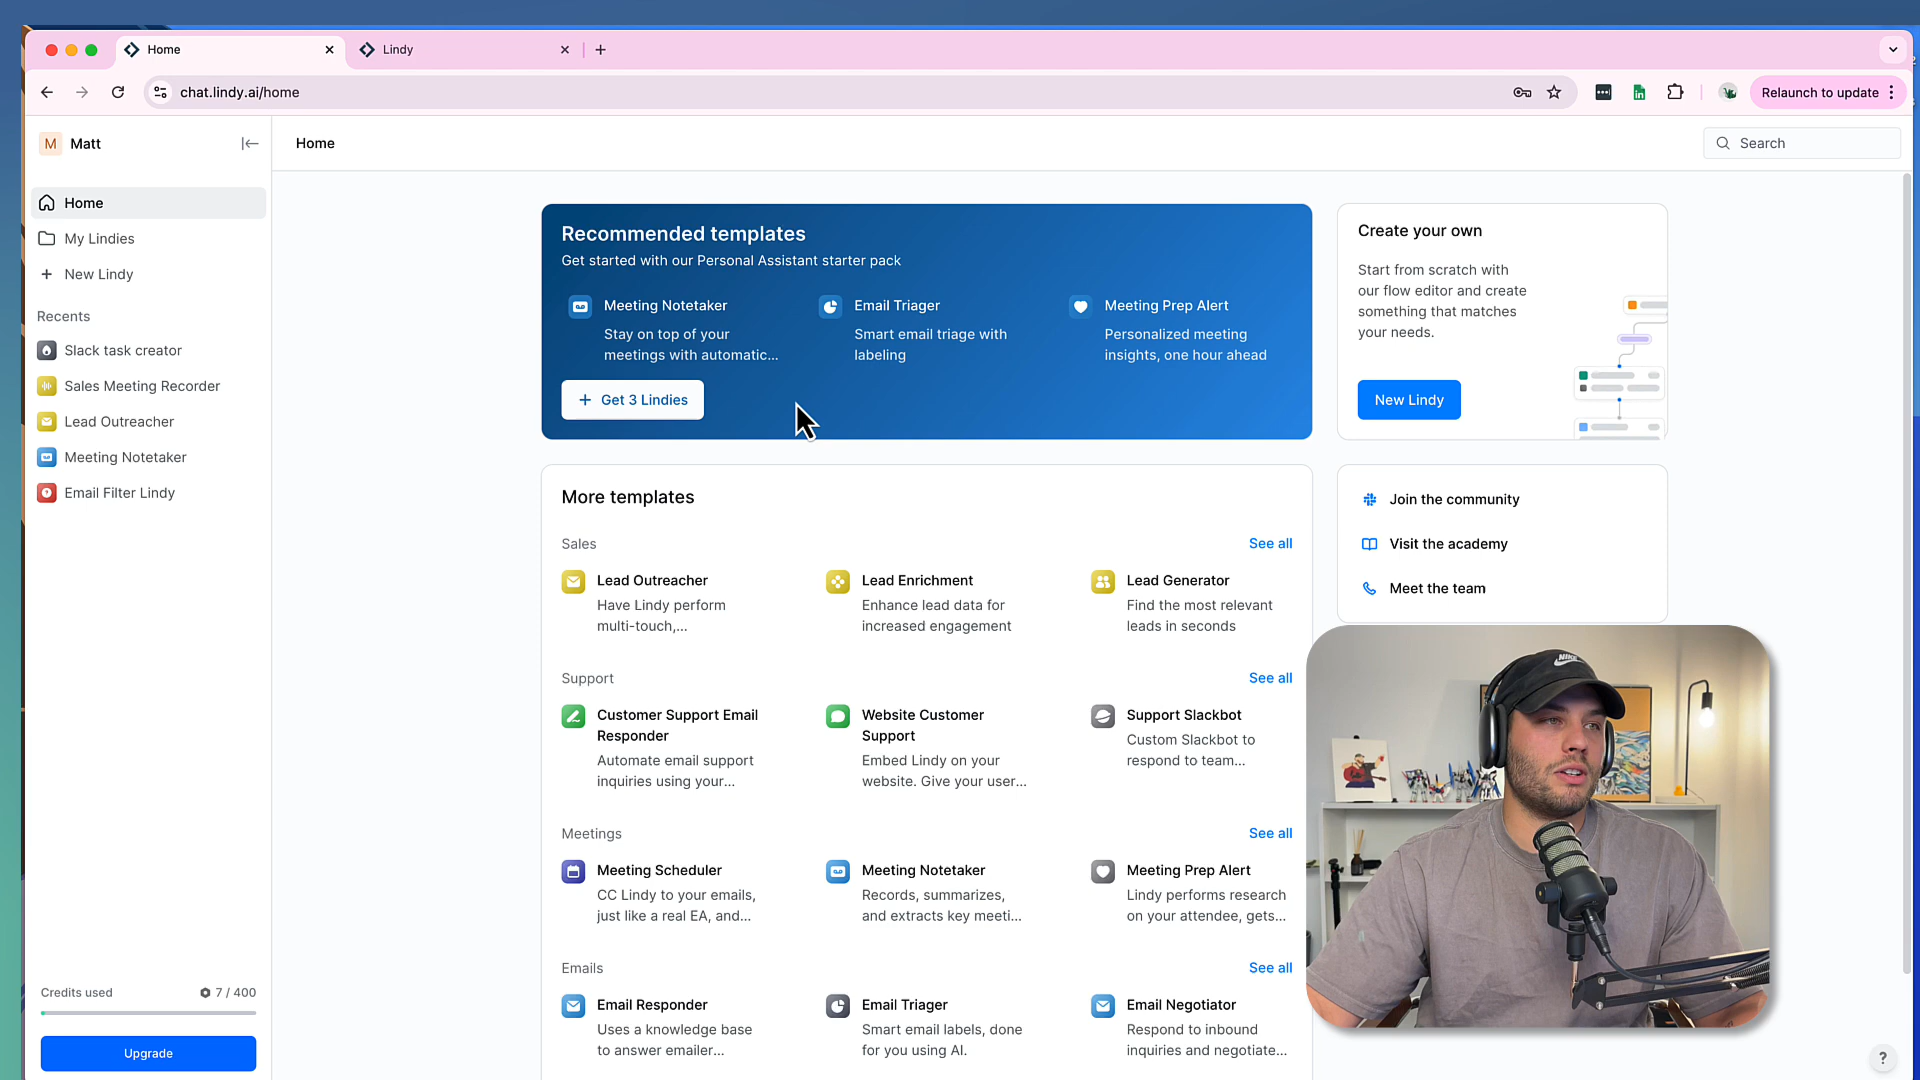 Home
Lindy
chat.lindy.ai/home
Relaunch to update
M Matt
Home
Search
Home
My Lindies
New Lindy
Recents
Slack task creator
Sales Meeting Recorder
Lead Outreacher
Meeting Notetaker
Email Filter Lindy
Credits used
7 / 400
Upgrade
Recommended templates
Get started with our Personal Assistant starter pack
Meeting Notetaker
Stay on top of your
meetings with automatic...
Email Triager
Smart email triage with
labeling
Meeting Prep Alert
Personalized meeting
insights, one hour ahead
Get 3 Lindies
Create your own
Start from scratch with
our flow editor and create
something that matches
your needs.
New Lindy
More templates
Sales
See all
Lead Outreacher
Have Lindy perform
multi-touch,...
Lead Enrichment
Enhance lead data for
increased engagement
Lead Generator
Find the most relevant
leads in seconds
Support
See all
Customer Support Email
Responder
Automate email support
inquiries using your...
Website Customer
Support
Embed Lindy on your
website. Give your user...
Support Slackbot
Custom Slackbot to
respond to team...
Meetings
See all
Meeting Scheduler
CC Lindy to your emails,
just like a real EA, and...
Meeting Notetaker
Records, summarizes,
and extracts key meeti...
Meeting Prep Alert
Lindy performs research
on your attendee, gets...
Emails
See all
Email Responder
Uses a knowledge base
to answer emailer...
Email Triager
Smart email labels, done
for you using AI.
Email Negotiator
Respond to inbound
inquiries and negotiate...
Join the community
Visit the academy
Meet the team
NIKE
?